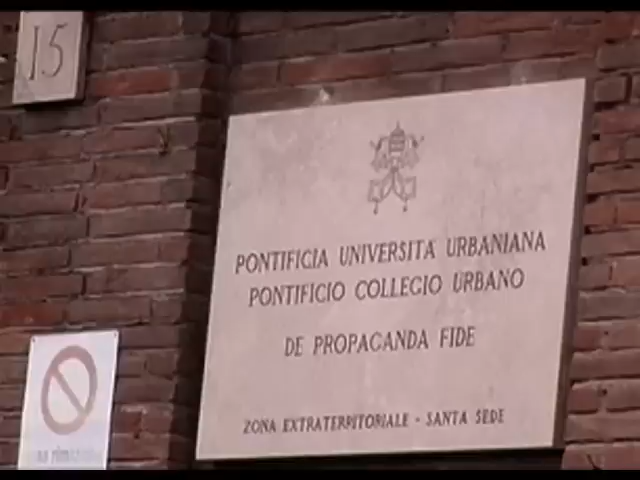 15
PONTIFICIA UNIVERSITA URBANIANA
PONTIFICIO COLLEGIO URBANO
DE PROPAGANDA FIDE
ZONA EXTRATERRITORIALE - SANTA SEDE